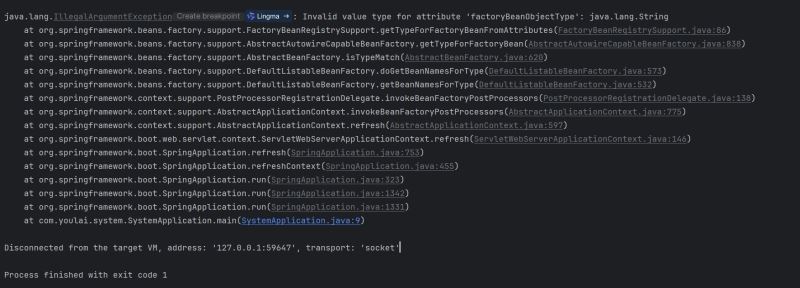 java.lang.IllegalArgumentException Create breakpoint Lingma → : Invalid value type for attribute 'factoryBeanObjectType': java.lang.String
at org.springframework.beans.factory.support.FactoryBeanRegistrySupport.getTypeForFactoryBeanFromAttributes(FactoryBeanRegistrySupport.java:86)
at org.springframework.beans.factory.support.AbstractAutowireCapableBeanFactory.getTypeForFactoryBean(AbstractAutowireCapableBeanFactory.java:838)
at org.springframework.beans.factory.support.AbstractBeanFactory.isTypeMatch(AbstractBeanFactory.java:620)
at org.springframework.beans.factory.support.DefaultListableBeanFactory.doGetBeanNamesForType(DefaultListableBeanFactory.java:573)
at org.springframework.beans.factory.support.DefaultListableBeanFactory.getBeanNamesForType(DefaultListableBeanFactory.java:532)
at org.springframework.context.support.PostProcessorRegistrationDelegate.invokeBeanFactoryPostProcessors(PostProcessorRegistrationDelegate.java:138)
at org.springframework.context.support.AbstractApplicationContext.invokeBeanFactoryPostProcessors(AbstractApplicationContext.java:775)
at org.springframework.context.support.AbstractApplicationContext.refresh(AbstractApplicationContext.java:597)
at org.springframework.boot.web.servlet.context.ServletWebServerApplicationContext.refresh(ServletWebServerApplicationContext.java:146)
at org.springframework.boot.SpringApplication.refresh(SpringApplication.java:753)
at org.springframework.boot.SpringApplication.refreshContext(SpringApplication.java:455)
at org.springframework.boot.SpringApplication.run(SpringApplication.java:323)
at org.springframework.boot.SpringApplication.run(SpringApplication.java:1342)
at org.springframework.boot.SpringApplication.run(SpringApplication.java:1331)
at com.youlai.system.SystemApplication.main(SystemApplication.java:9)
Disconnected from the target VM, address: '127.0.0.1:59647', transport: 'socket'
Process finished with exit code 1